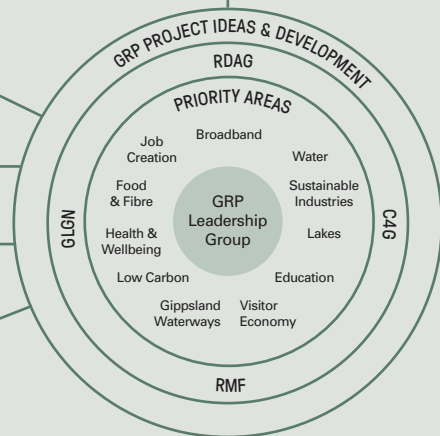 GRP PROJECT IDEAS & DEVELOPMENT
RDAG
PRIORITY AREAS
Broadband
Job
Creation
Water
Food
& Fibre
Sustainable
Industries
GRP
Leadership
Group
GLGN
C4G
Health &
Wellbeing
Lakes
Low Carbon
Education
Gippsland
Waterways
Visitor
Economy
RMF